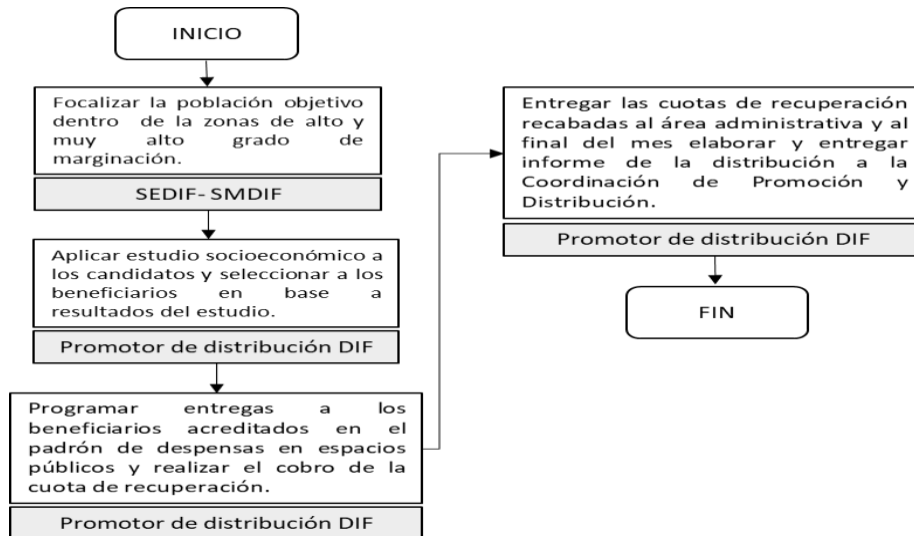 INICIO
Focalizar la población objetivo
dentro de la zonas de alto y
muy alto grado de
marginación.
SEDIF- SMDIF
Aplicar estudio socioeconómico a
los candidatos y seleccionar a los
beneficiarios en base a
resultados del estudio.
Promotor de distribución DIF
Programar entregas a los
beneficiarios acreditados en el
padrón de despensas en espacios
públicos y realizar el cobro de la
cuota de recuperación.
Promotor de distribución DIF
Entregar las cuotas de recuperación
recabadas al área administrativa y al
final del mes elaborar y entregar
informe de la distribución a la
Coordinación de Promoción y
Distribución.
Promotor de distribución DIF
FIN